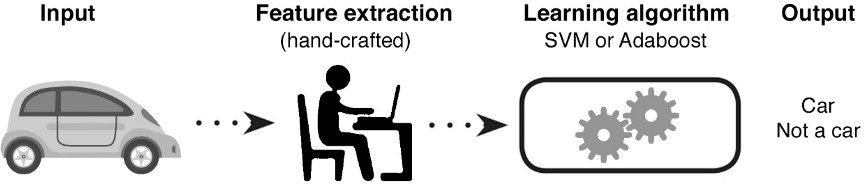 Input
Feature extraction
(hand-crafted)
Learning algorithm
SVM or Adaboost
Output
Car
Not a car